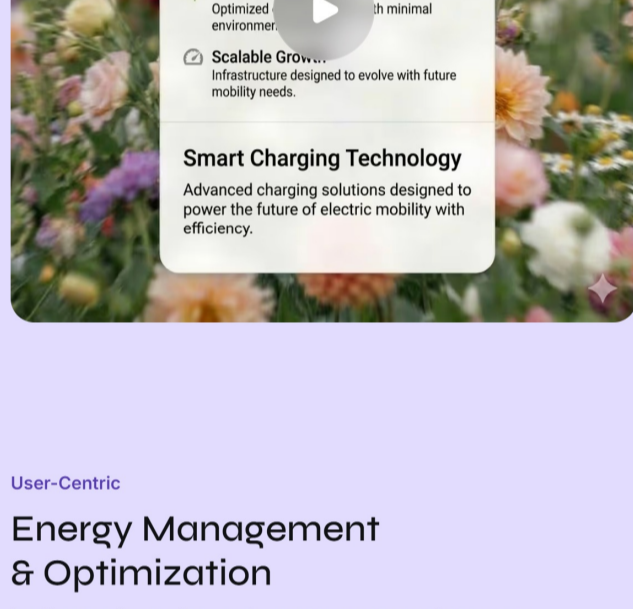 Optimized th minimal
environmen
Scalable Grow
Infrastructure designed to evolve with future
mobility needs.
Smart Charging Technology
Advanced charging solutions designed to
power the future of electric mobility with
efficiency.
User-Centric
Energy Management
& Optimization